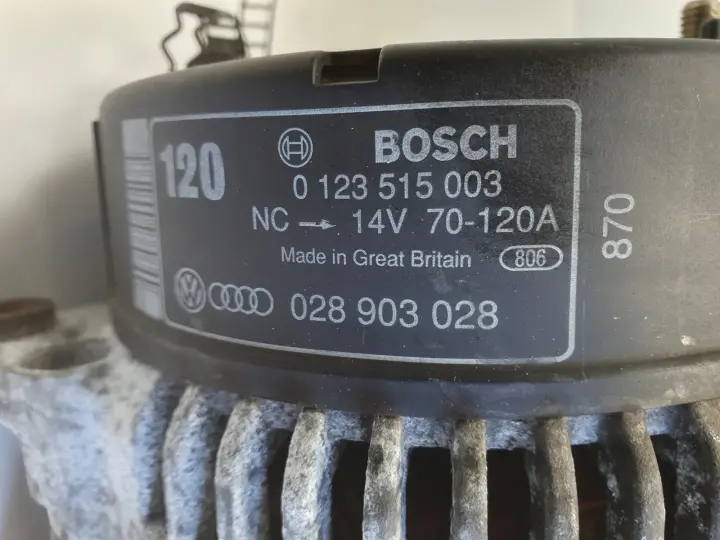 120
BOSCH
0 123 515 003
NC → 14V 70-120A
Made in Great Britain 806
028 903 028
870